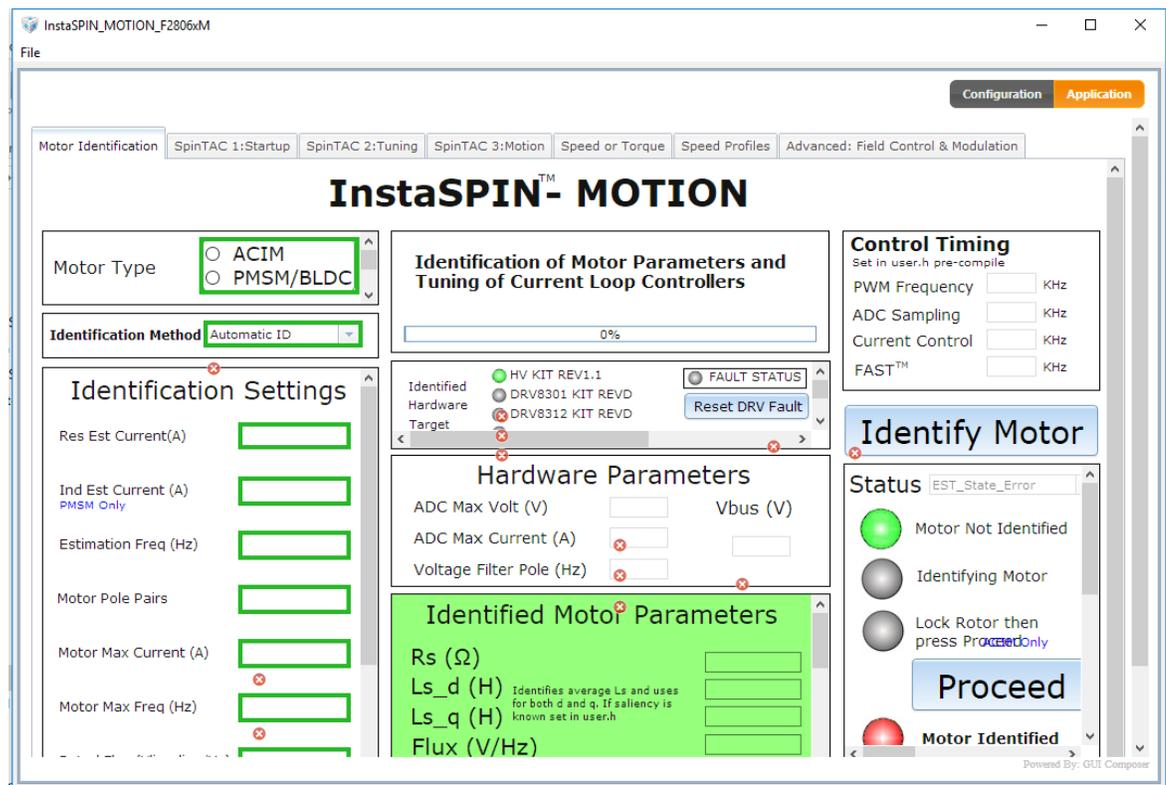 InstaSPIN_MOTION_F2806xM
File
Configuration Application
Motor Identification SpinTAC 1:Startup SpinTAC 2:Tuning SpinTAC 3:Motion Speed or Torque Speed Profiles Advanced: Field Control & Modulation
InstaSPIN™- MOTION
Motor Type
ACIM
PMSM/BLDC
Identification Method Automatic ID
Identification Settings
Res Est Current(A)
Ind Est Current (A)
PMSM Only
Estimation Freq (Hz)
Motor Pole Pairs
Motor Max Current (A)
Motor Max Freq (Hz)
Identification of Motor Parameters and
Tuning of Current Loop Controllers
0%
Identified
Hardware
Target
HV KIT REV1.1
DRV8301 KIT REVD
DRV8312 KIT REVD
FAULT STATUS
Reset DRV Fault
Hardware Parameters
ADC Max Volt (V)
ADC Max Current (A)
Voltage Filter Pole (Hz)
Vbus (V)
Identified Motor Parameters
Rs (Ω)
Ls_d (H)
Ls_q (H)
Identifies average Ls and uses
for both d and q. If saliency is
known set in user.h
Flux (V/Hz)
Control Timing
Set in user.h pre-compile
PWM Frequency KHz
ADC Sampling KHz
Current Control KHz
FAST™ KHz
Identify Motor
Status EST_State_Error
Motor Not Identified
Identifying Motor
Lock Rotor then
press Proceed
ACIM Only
Proceed
Motor Identified
Powered By: GUI Composer